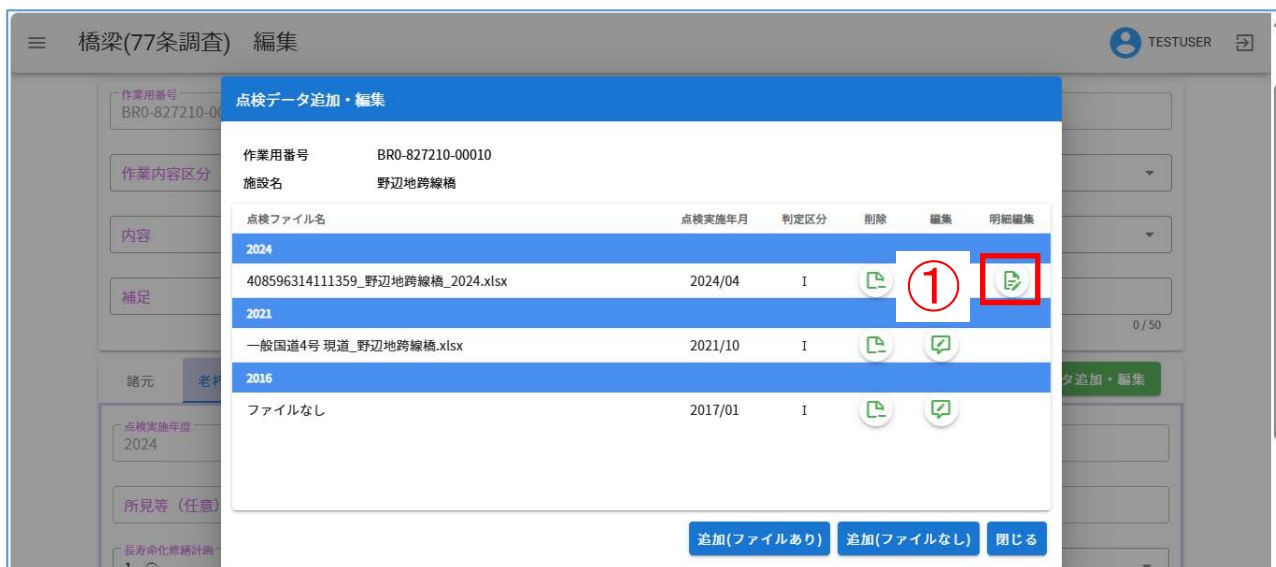 橋梁(77条調査) 編集
TESTUSER
作業用番号
BR0-827210-00
作業内容区分
内容
補足
0 / 50
諸元
老朽
タ追加・編集
点検実施年度
2024
所見等（任意）
長寿命化修繕計画
点検データ追加・編集
作業用番号 BR0-827210-00010
施設名 野辺地跨線橋
点検ファイル名 点検実施年月 判定区分 削除 編集 明細編集
2024
408596314111359_野辺地跨線橋_2024.xlsx 2024/04 I ①
2021
一般国道4号 現道_野辺地跨線橋.xlsx 2021/10 I
2016
ファイルなし 2017/01 I
追加(ファイルあり) 追加(ファイルなし) 閉じる